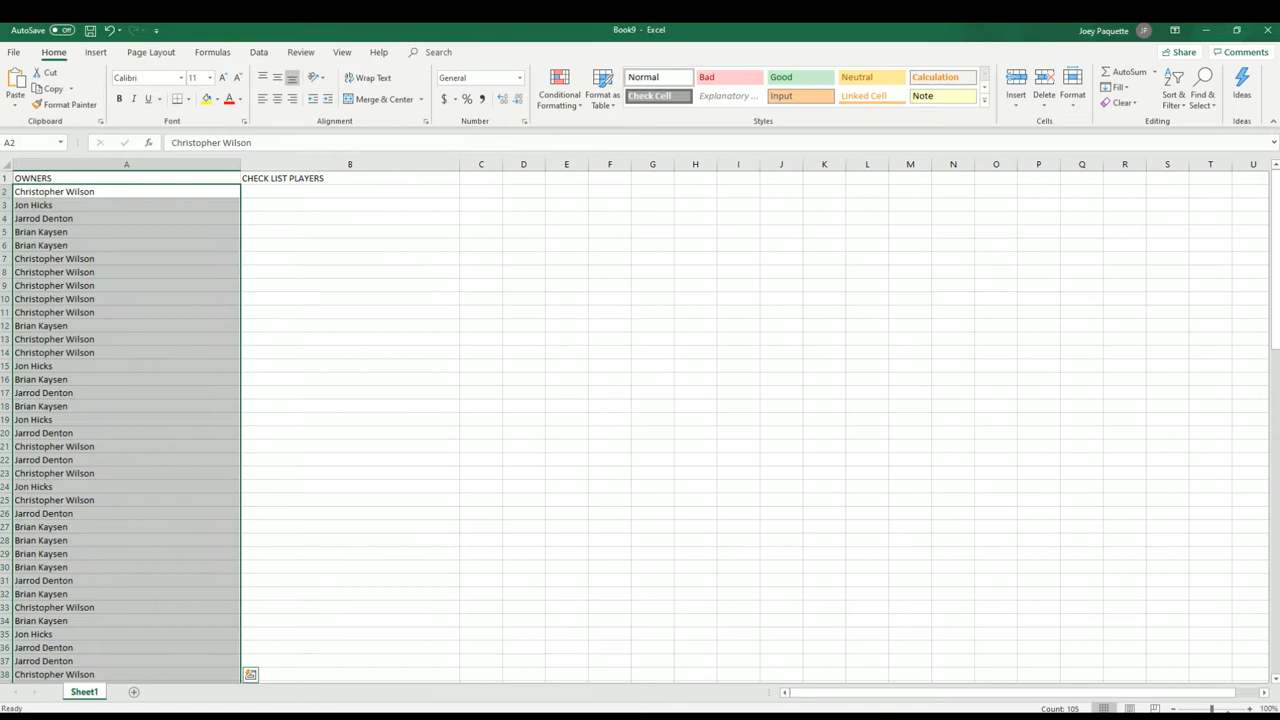 AutoSave Off Book9 - Excel Joey Paquette JP
File Home Insert Page Layout Formulas Data Review View Help Search Share Comments
Cut Calibri 11 A A Wrap Text General Normal Bad Good Neutral Calculation AutoSum
Copy Fill
Paste Format Painter B I U A Merge & Center $ % , Conditional Formatting Format as Table Check Cell Explanatory ... Input Linked Cell Note Insert Delete Format Clear Sort & Filter Find & Select Ideas
Clipboard Font Alignment Number Styles Cells Editing Ideas
A2 fx Christopher Wilson
A B C D E F G H I J K L M N O P Q R S T U
1 OWNERS CHECK LIST PLAYERS
2 Christopher Wilson
3 Jon Hicks
4 Jarrod Denton
5 Brian Kaysen
6 Brian Kaysen
7 Christopher Wilson
8 Christopher Wilson
9 Christopher Wilson
10 Christopher Wilson
11 Christopher Wilson
12 Brian Kaysen
13 Christopher Wilson
14 Christopher Wilson
15 Jon Hicks
16 Brian Kaysen
17 Jarrod Denton
18 Brian Kaysen
19 Jon Hicks
20 Jarrod Denton
21 Christopher Wilson
22 Jarrod Denton
23 Christopher Wilson
24 Jon Hicks
25 Christopher Wilson
26 Jarrod Denton
27 Brian Kaysen
28 Brian Kaysen
29 Brian Kaysen
30 Brian Kaysen
31 Jarrod Denton
32 Brian Kaysen
33 Christopher Wilson
34 Brian Kaysen
35 Jon Hicks
36 Jarrod Denton
37 Jarrod Denton
38 Christopher Wilson
Sheet1
Ready Count: 105 100%